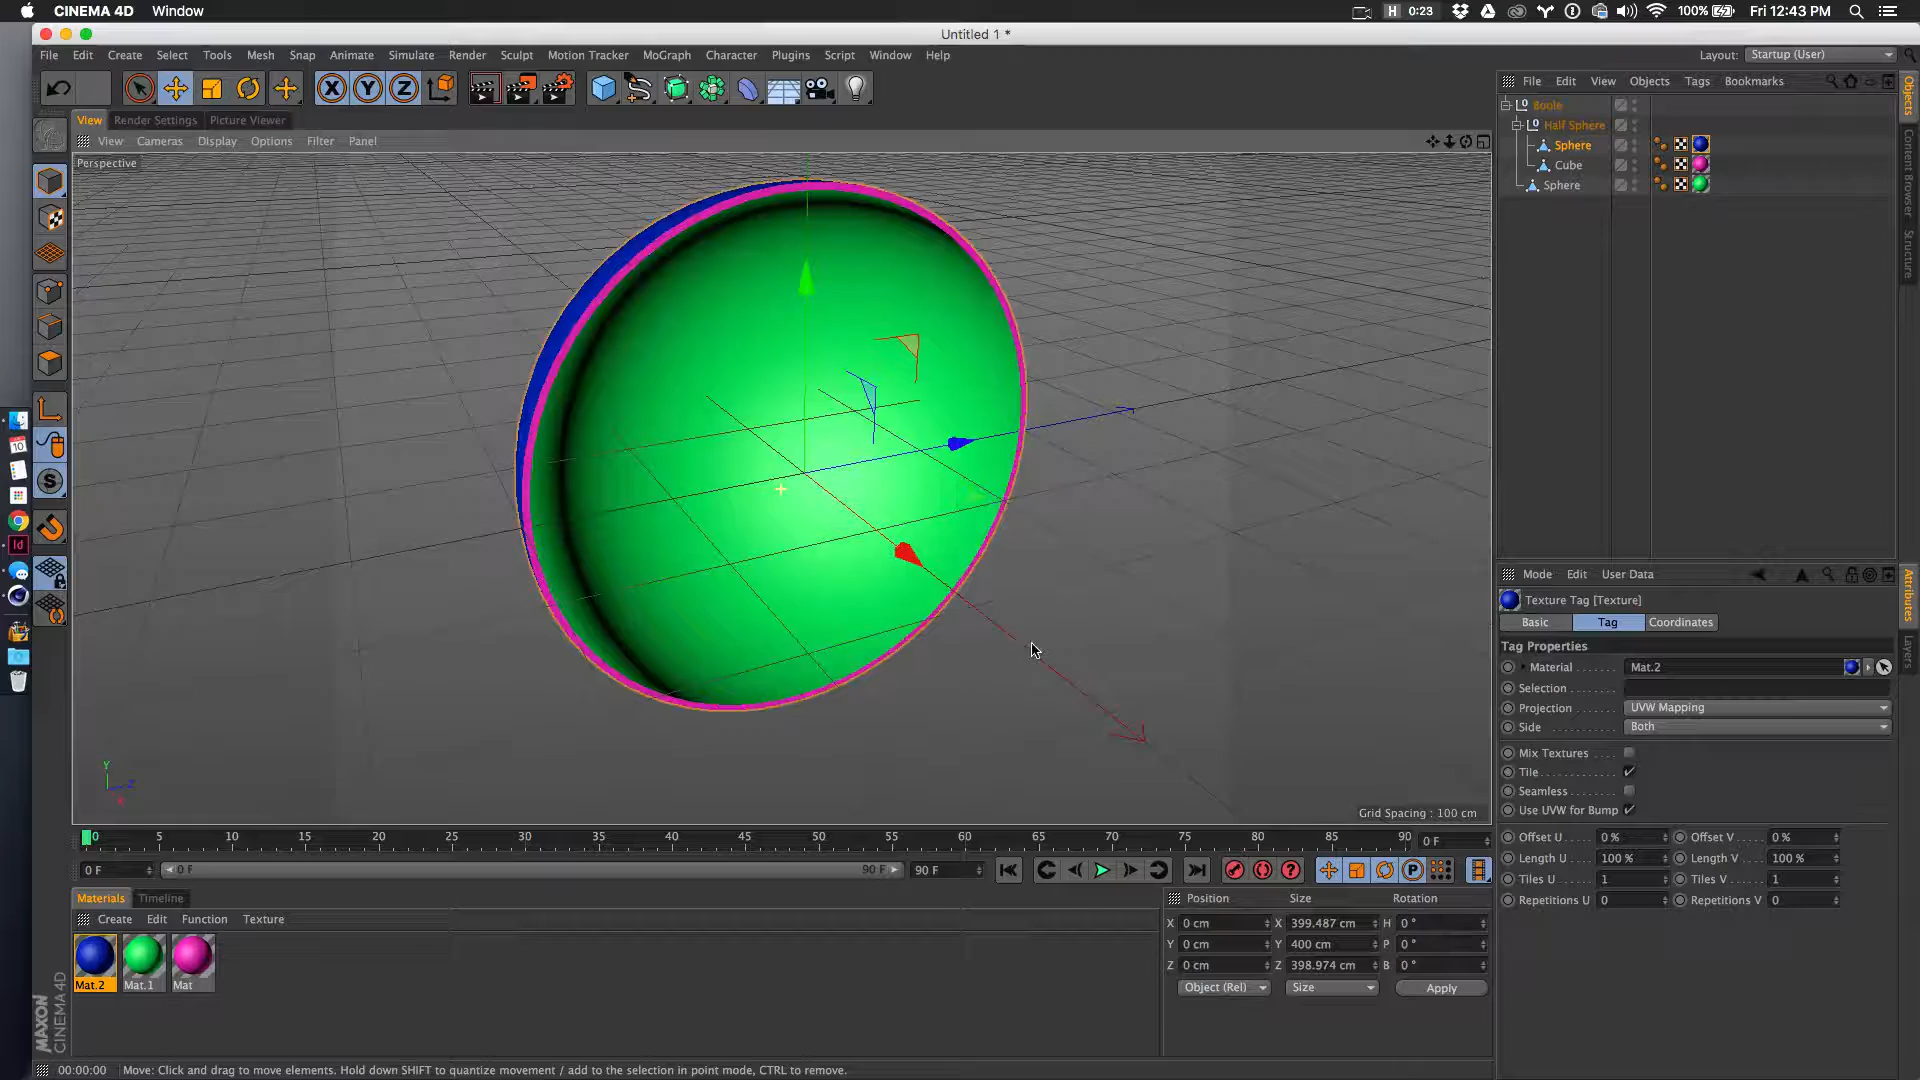 CINEMA 4D Window
H 0:23 100% Fri 12:43 PM
Untitled 1 *
File Edit Create Select Tools Mesh Snap Animate Simulate Render Sculpt Motion Tracker MoGraph Character Plugins Script Window Help
Layout: Startup (User)
X Y Z
File Edit View Objects Tags Bookmarks
View Render Settings Picture Viewer
View Cameras Display Options Filter Panel
Perspective
Boole
Half Sphere
Sphere
Cube
Sphere
Objects
Content Browser
Structure
10
Id
S
Mode Edit User Data
Texture Tag [Texture]
Basic Tag Coordinates
Tag Properties
Material Mat.2
Selection
Projection UVW Mapping
Side Both
Mix Textures
Tile
Seamless
Use UVW for Bump
Offset U 0 % Offset V 0 %
Length U 100 % Length V 100 %
Tiles U 1 Tiles V 1
Repetitions U 0 Repetitions V 0
Attributes
Layers
Y
Z
X
Grid Spacing : 100 cm
0 5 10 15 20 25 30 35 40 45 50 55 60 65 70 75 80 85 90 0 F
0 F 0 F 90 F 90 F
P
Materials Timeline
Create Edit Function Texture
Mat.2 Mat.1 Mat
Position Size Rotation
X 0 cm X 399.487 cm H 0 °
Y 0 cm Y 400 cm P 0 °
Z 0 cm Z 398.974 cm B 0 °
Object (Rel) Size Apply
MAXON
CINEMA 4D
00:00:00 Move: Click and drag to move elements. Hold down SHIFT to quantize movement / add to the selection in point mode, CTRL to remove.